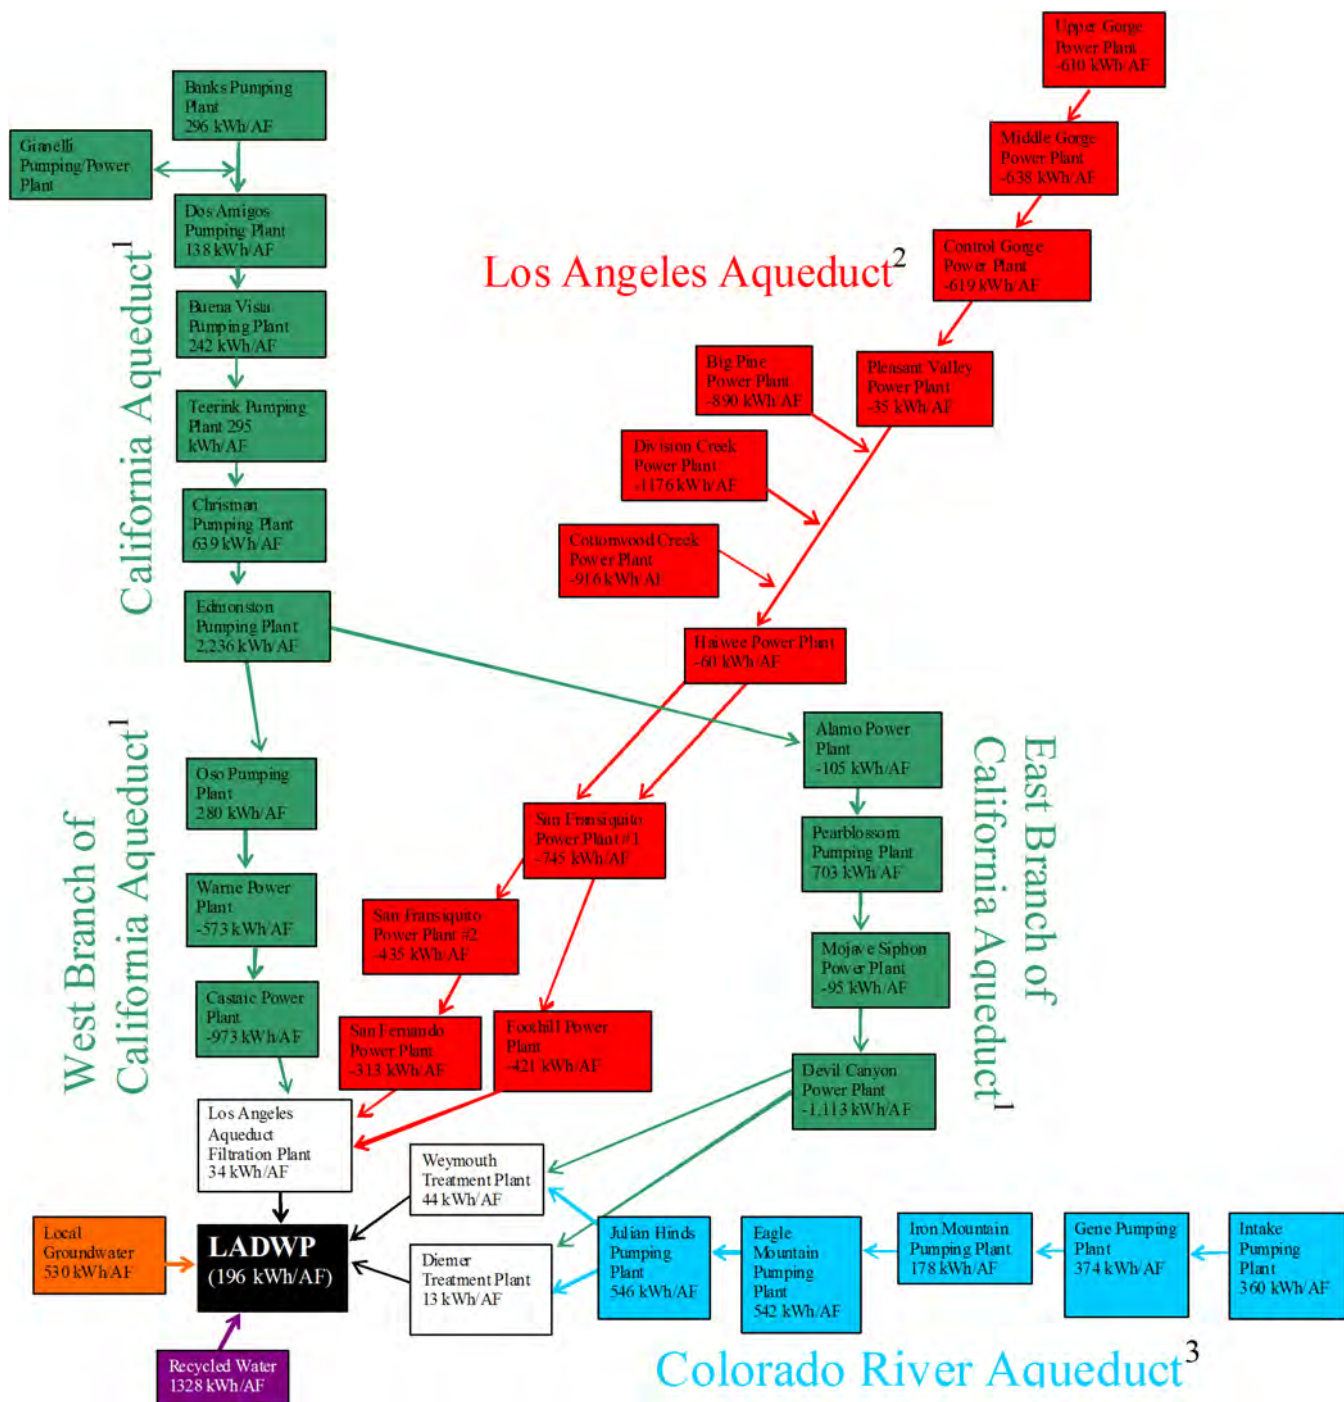 Upper Gorge
Power Plant
-610 kWh/AF
Banks Pumping
Plant
296 kWh/AF
Gianelli
Pumping/Power
Plant
Middle Gorge
Power Plant
-638 kWh/AF
Dos Amigos
Pumping Plant
138 kWh/AF
California Aqueduct1
Los Angeles Aqueduct2
Control Gorge
Power Plant
-619 kWh/AF
Buena Vista
Pumping Plant
242 kWh/AF
Big Pine
Power Plant
-890 kWh/AF
Pleasant Valley
Power Plant
-35 kWh/AF
Teerink Pumping
Plant 295
kWh/AF
Division Creek
Power Plant
-1176 kWh/AF
Chrisman
Pumping Plant
639 kWh/AF
Cottonwood Creek
Power Plant
-916 kWh/AF
Edmonston
Pumping Plant
2,236 kWh/AF
Haiwee Power Plant
-60 kWh/AF
West Branch of
California Aqueduct1
Oso Pumping
Plant
280 kWh/AF
Alamo Power
Plant
-105 kWh/AF
East Branch of
California Aqueduct1
San Fransiquito
Power Plant #1
-745 kWh/AF
Pearblossom
Pumping Plant
703 kWh/AF
Warne Power
Plant
-573 kWh/AF
San Fransiquito
Power Plant #2
-435 kWh/AF
Mojave Siphon
Power Plant
-95 kWh/AF
Castaic Power
Plant
-973 kWh/AF
San Fernando
Power Plant
-313 kWh/AF
Foothill Power
Plant
-421 kWh/AF
Devil Canyon
Power Plant
-1,113 kWh/AF
Los Angeles
Aqueduct
Filtration Plant
34 kWh/AF
Weymouth
Treatment Plant
44 kWh/AF
Local
Groundwater
530 kWh/AF
LADWP
(196 kWh/AF)
Diemer
Treatment Plant
13 kWh/AF
Julian Hinds
Pumping
Plant
546 kWh/AF
Eagle
Mountain
Pumping
Plant
542 kWh/AF
Iron Mountain
Pumping Plant
178 kWh/AF
Gene Pumping
Plant
374 kWh/AF
Intake
Pumping
Plant
360 kWh/AF
Recycled Water
1328 kWh/AF
Colorado River Aqueduct3